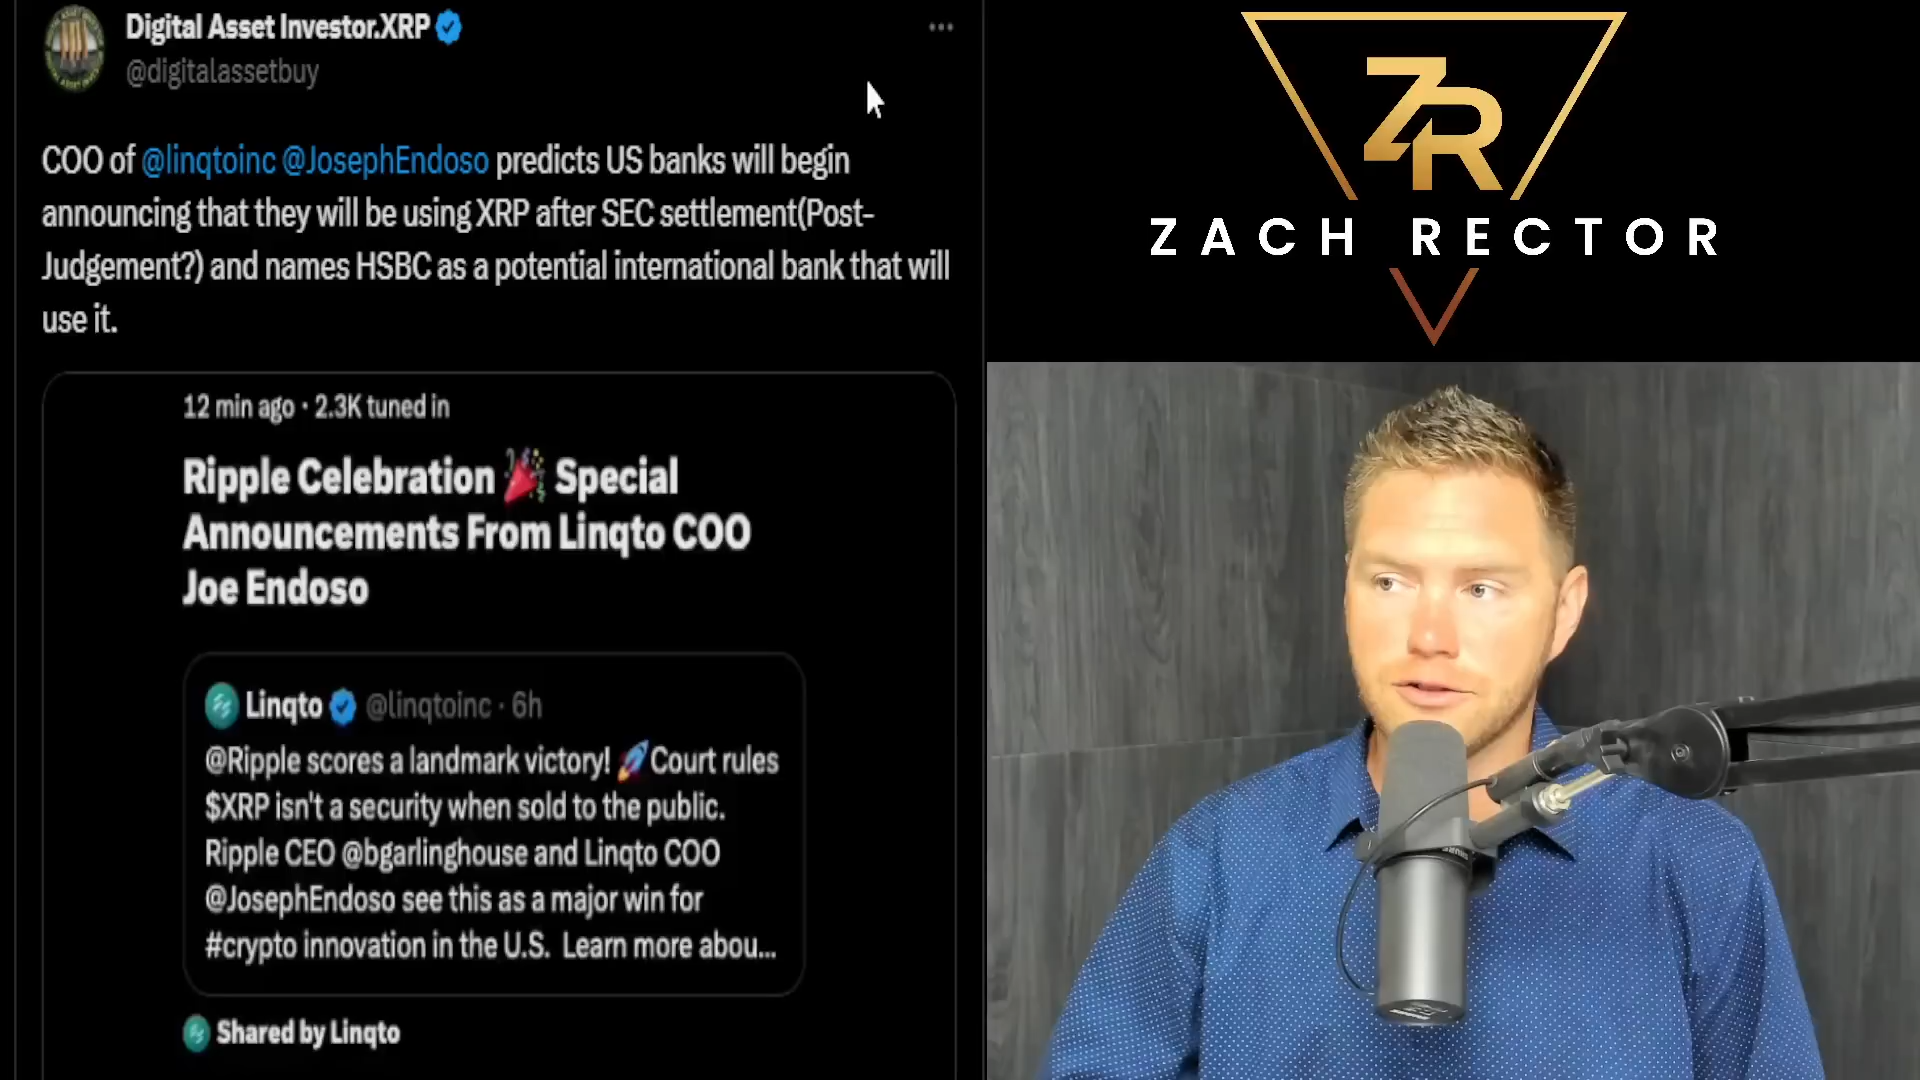 Digital Asset Investor.XRP
@digitalassetbuy
COO of @linqtoinc @JosephEndoso predicts US banks will begin
announcing that they will be using XRP after SEC settlement(Post-
Judgement?) and names HSBC as a potential international bank that will
use it.
12 min ago · 2.3K tuned in
Ripple Celebration 🎉 Special
Announcements From Linqto COO
Joe Endoso
Linqto @linqtoinc · 6h
@Ripple scores a landmark victory! 🚀Court rules
$XRP isn't a security when sold to the public.
Ripple CEO @bgarlinghouse and Linqto COO
@JosephEndoso see this as a major win for
#crypto innovation in the U.S. Learn more abou...
Shared by Linqto
ZR
ZACH RECTOR